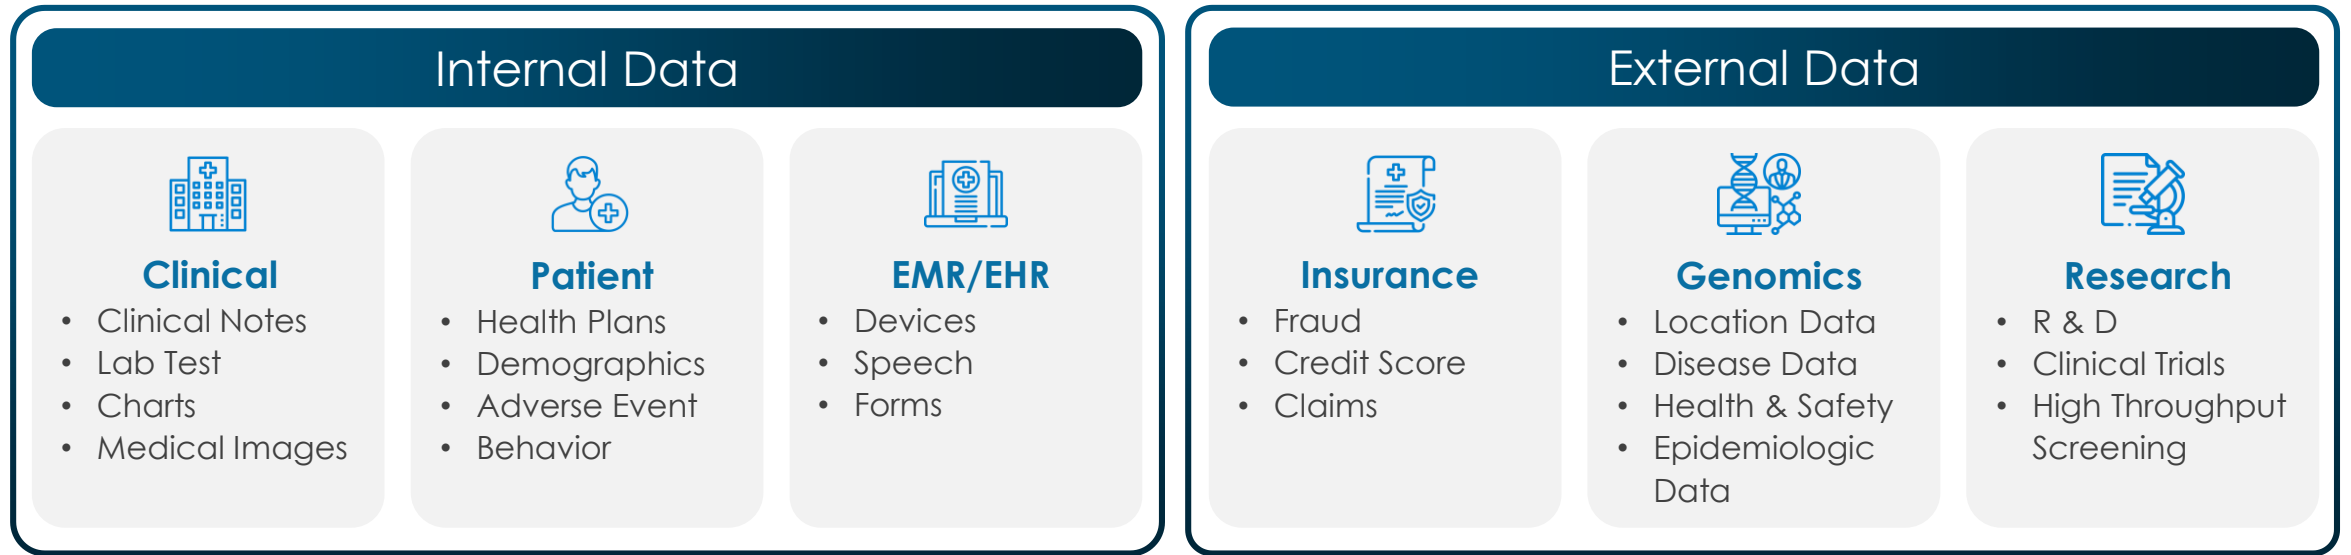 Internal Data
Clinical
• Clinical Notes
• Lab Test
• Charts
• Medical Images
Patient
• Health Plans
• Demographics
• Adverse Event
• Behavior
EMR/EHR
• Devices
• Speech
• Forms
External Data
Insurance
• Fraud
• Credit Score
• Claims
Genomics
• Location Data
• Disease Data
• Health & Safety
• Epidemiologic
Data
Research
• R & D
• Clinical Trials
• High Throughput
Screening